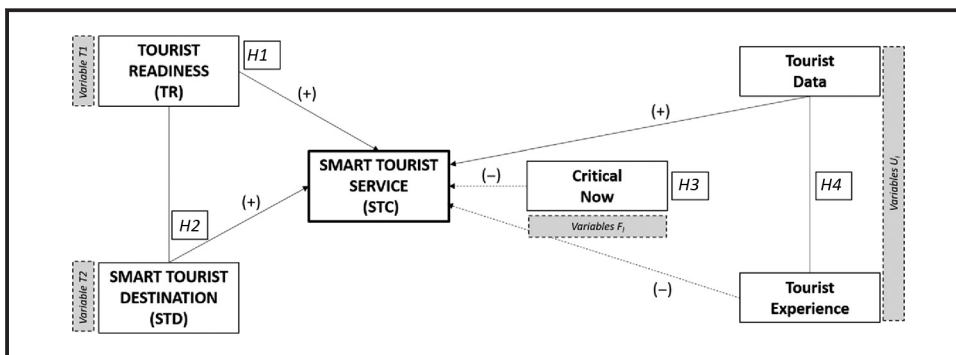 Variable T1
TOURIST
READINESS
(TR)
H1
(+)
SMART TOURIST
SERVICE
(STC)
(+)
H2
Variable T2
SMART TOURIST
DESTINATION
(STD)
Tourist
Data
(+)
(–)
Critical
Now
H3
Variables Fj
H4
Variables Ui
(–)
Tourist
Experience